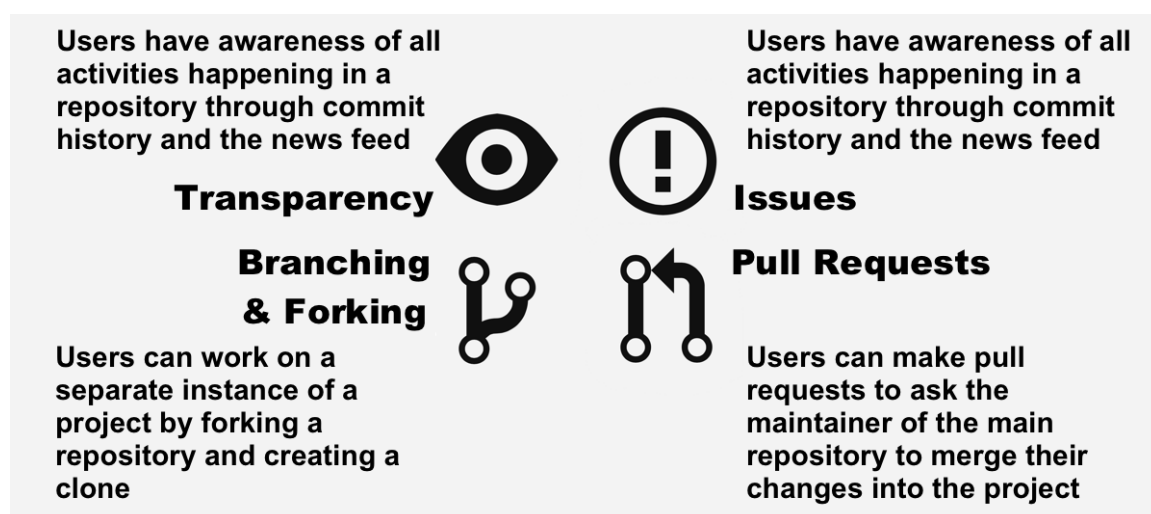 Users have awareness of all
activities happening in a
repository through commit
history and the news feed
Transparency
Users have awareness of all
activities happening in a
repository through commit
history and the news feed
Issues
Branching
& Forking
Users can work on a
separate instance of a
project by forking a
repository and creating a
clone
Pull Requests
Users can make pull
requests to ask the
maintainer of the main
repository to merge their
changes into the project